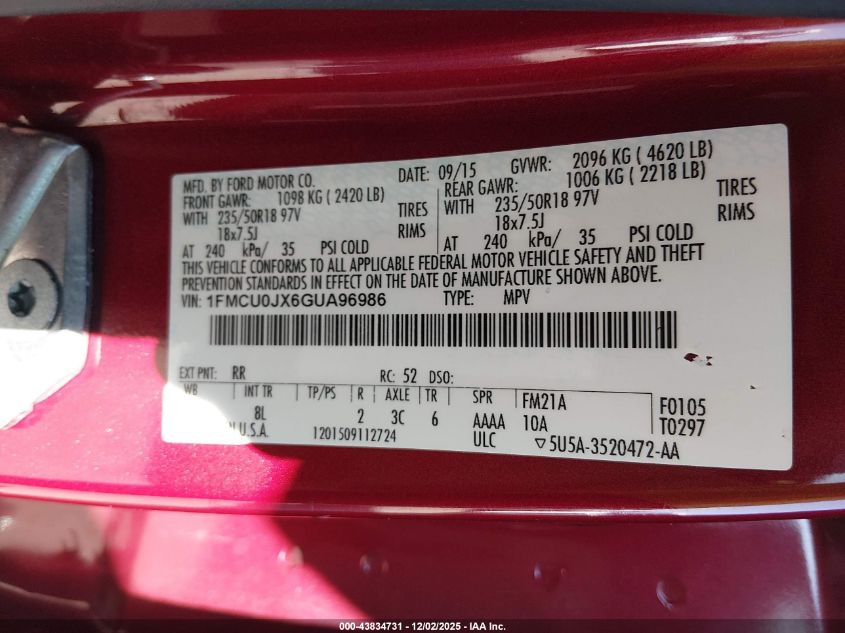 MFD. BY FORD MOTOR CO. DATE: 09/15 GVWR: 2096 KG ( 4620 LB)
FRONT GAWR: 1098 KG ( 2420 LB) REAR GAWR: 1006 KG ( 2218 LB)
WITH 235/50R18 97V TIRES WITH 235/50R18 97V TIRES
18x7.5J RIMS 18x7.5J RIMS
AT 240 kPa/ 35 PSI COLD AT 240 kPa/ 35 PSI COLD
THIS VEHICLE CONFORMS TO ALL APPLICABLE FEDERAL MOTOR VEHICLE SAFETY AND THEFT
PREVENTION STANDARDS IN EFFECT ON THE DATE OF MANUFACTURE SHOWN ABOVE.
VIN: 1FMCU0JX6GUA96986 TYPE: MPV
EXT PNT: RR RC: 52 DSO:
WB INT TR TP/PS R AXLE TR SPR FM21A F0105
8L 2 3C 6 AAAA 10A T0297
U.S.A. 1201509112724 ULC ▽5U5A-3520472-AA
000-43834731 - 12/02/2025 - IAA Inc.